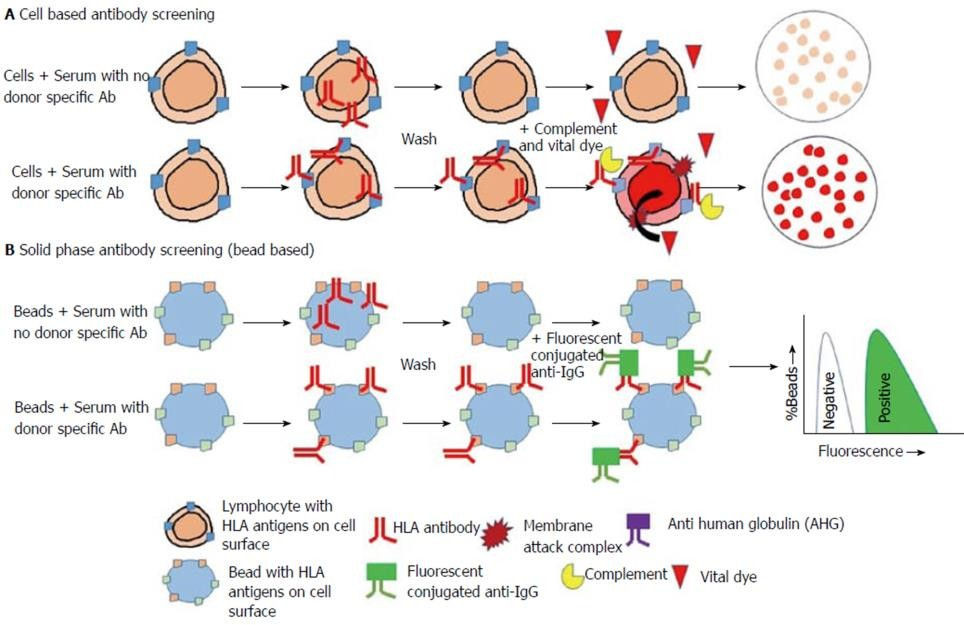 A Cell based antibody screening
Cells + Serum with no
donor specific Ab
Wash
+ Complement
and vital dye
Cells + Serum with
donor specific Ab
B Solid phase antibody screening (bead based)
Beads + Serum with
no donor specific Ab
Wash
+ Fluorescent
conjugated
anti-IgG
Beads + Serum with
donor specific Ab
%Beads
Negative
Positive
Fluorescence
Lymphocyte with
HLA antigens on cell
surface
HLA antibody
Membrane
attack complex
Anti human globulin (AHG)
Bead with HLA
antigens on cell
surface
Fluorescent
conjugated anti-IgG
Complement
Vital dye